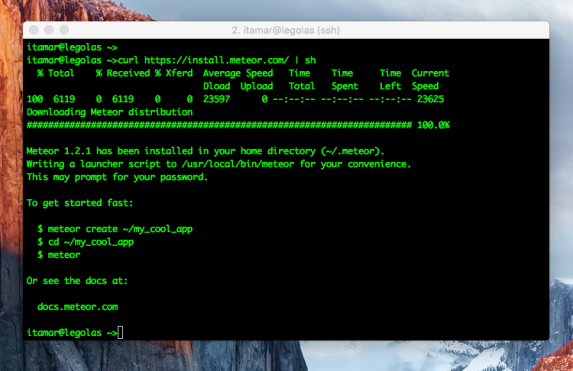 2. itamar@legolas (ssh)
itamar@legolas ~>
itamar@legolas ~>curl https://install.meteor.com/ | sh
  % Total    % Received % Xferd  Average Speed   Time    Time     Time  Current
                                 Dload  Upload   Total   Spent    Left  Speed
100  6119    0  6119    0     0  23597      0 --:--:-- --:--:-- --:--:-- 23625
Downloading Meteor distribution
######################################################################## 100.0%

Meteor 1.2.1 has been installed in your home directory (~/.meteor).
Writing a launcher script to /usr/local/bin/meteor for your convenience.
This may prompt for your password.

To get started fast:

  $ meteor create ~/my_cool_app
  $ cd ~/my_cool_app
  $ meteor

Or see the docs at:

  docs.meteor.com

itamar@legolas ~>